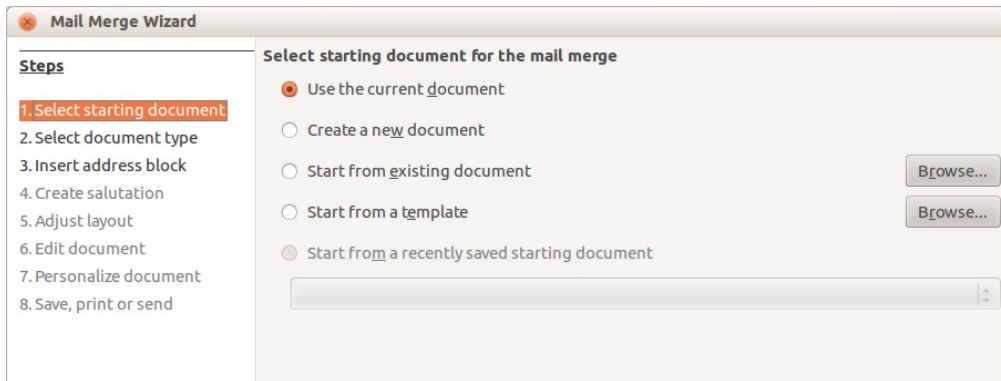 Mail Merge Wizard
Steps
1. Select starting document
2. Select document type
3. Insert address block
4. Create salutation
5. Adjust layout
6. Edit document
7. Personalize document
8. Save, print or send
Select starting document for the mail merge
Use the current document
Create a new document
Start from existing document
Browse...
Start from a template
Browse...
Start from a recently saved starting document